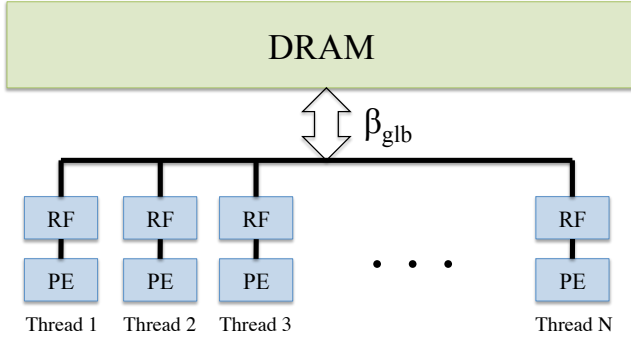 DRAM
β_glb
RF RF RF RF
PE PE PE . . . PE
Thread 1 Thread 2 Thread 3 Thread N